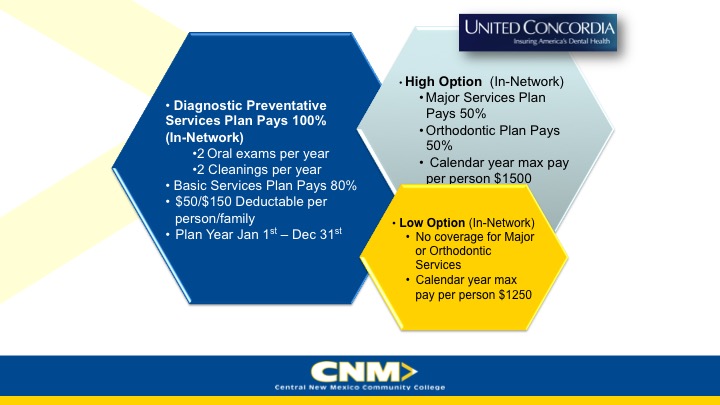 UNITED CONCORDIA
Insuring America's Dental Health
• Diagnostic Preventative
Services Plan Pays 100%
(In-Network)
•2 Oral exams per year
•2 Cleanings per year
• Basic Services Plan Pays 80%
• $50/$150 Deductable per
person/family
• Plan Year Jan 1st – Dec 31st
• High Option (In-Network)
•Major Services Plan
Pays 50%
•Orthodontic Plan Pays
50%
• Calendar year max pay
per person $1500
• Low Option (In-Network)
• No coverage for Major
or Orthodontic
Services
• Calendar year max
pay per person $1250
CNM
Central New Mexico Community College